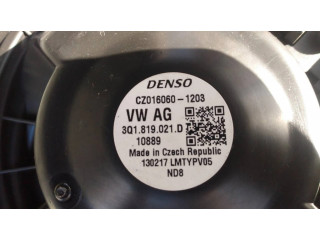 DENSO
CZ016060-1203
VW AG
3Q1.819.021.D
10889
Made in Czech Republic
130217 LMTYPV05
ND8